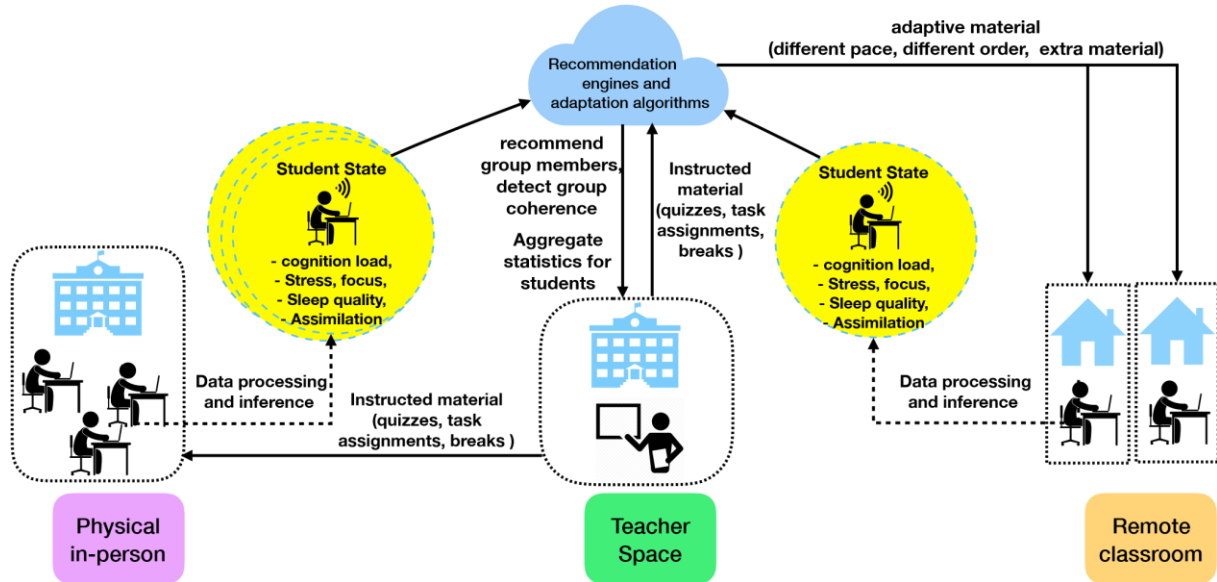 adaptive material
(different pace, different order, extra material)
Recommendation
engines and
adaptation algorithms
recommend
group members,
detect group
coherence
Aggregate
statistics for
students
Instructed
material
(quizzes, task
assignments,
breaks )
Student State
- cognition load,
- Stress, focus,
- Sleep quality,
- Assimilation
Student State
- cognition load,
- Stress, focus,
- Sleep quality,
- Assimilation
Data processing
and inference
Instructed material
(quizzes, task
assignments, breaks )
Data processing
and inference
Physical
in-person
Teacher
Space
Remote
classroom